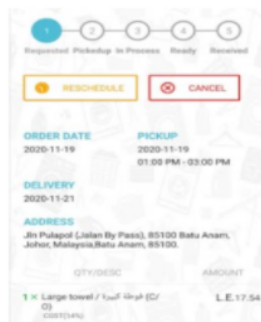 1 2 3 4 5
Requested Pickedup In Process Ready Received
RESCHEDULE CANCEL
ORDER DATE PICKUP
2020-11-19 2020-11-19
01:00 PM - 03:00 PM
DELIVERY
2020-11-21
ADDRESS
Jln Pulapol (Jalan By Pass), 85100 Batu Anam,
Johor, Malaysia,Batu Anam, 85100.
QTY/DESC AMOUNT
1 × Large towel / فوطة كبيرة (C/ L.E.17.54
O)
COST(14%)